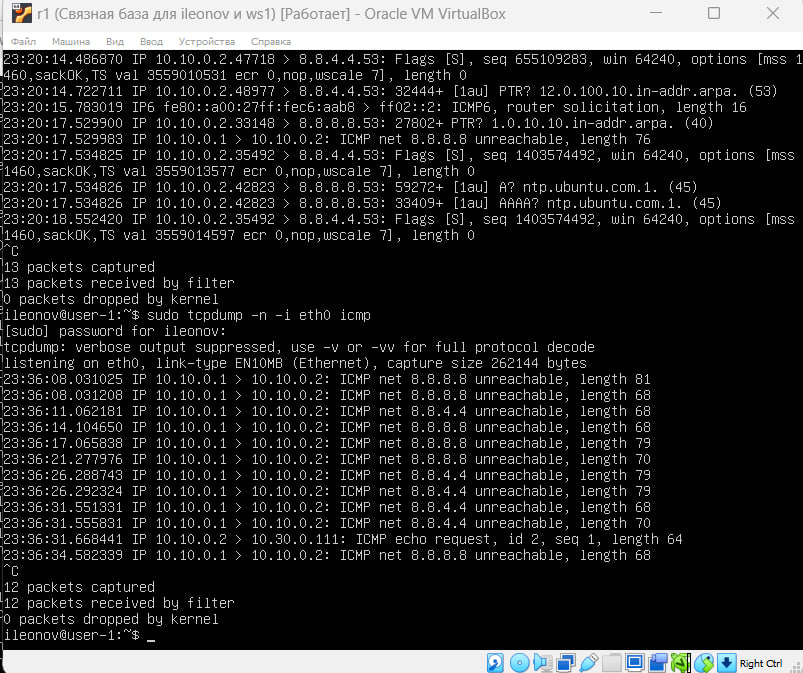 r1 (Связная база для ileonov и ws1) [Работает] - Oracle VM VirtualBox
Файл Машина Вид Ввод Устройства Справка
23:20:14.486870 IP 10.10.0.2.47718 > 8.8.4.4.53: Flags [S], seq 655109283, win 64240, options [mss 1
460,sackOK,TS val 3559010531 ecr 0,nop,wscale 7], length 0
23:20:14.722711 IP 10.10.0.2.48977 > 8.8.4.4.53: 32444+ [1au] PTR? 12.0.100.10.in-addr.arpa. (53)
23:20:15.783019 IP6 fe80::a00:27ff:fec6:aab8 > ff02::2: ICMP6, router solicitation, length 16
23:20:17.529900 IP 10.10.0.2.33148 > 8.8.8.8.53: 27802+ PTR? 1.0.10.10.in-addr.arpa. (40)
23:20:17.529983 IP 10.10.0.1 > 10.10.0.2: ICMP net 8.8.8.8 unreachable, length 76
23:20:17.534825 IP 10.10.0.2.35492 > 8.8.4.4.53: Flags [S], seq 1403574492, win 64240, options [mss
1460,sackOK,TS val 3559013577 ecr 0,nop,wscale 7], length 0
23:20:17.534826 IP 10.10.0.2.42823 > 8.8.8.8.53: 59272+ [1au] A? ntp.ubuntu.com.1. (45)
23:20:17.534826 IP 10.10.0.2.42823 > 8.8.8.8.53: 33409+ [1au] AAAA? ntp.ubuntu.com.1. (45)
23:20:18.552420 IP 10.10.0.2.35492 > 8.8.4.4.53: Flags [S], seq 1403574492, win 64240, options [mss
1460,sackOK,TS val 3559014597 ecr 0,nop,wscale 7], length 0
^C
13 packets captured
13 packets received by filter
0 packets dropped by kernel
ileonov@user-1:~$ sudo tcpdump -n -i eth0 icmp
[sudo] password for ileonov:
tcpdump: verbose output suppressed, use -v or -vv for full protocol decode
listening on eth0, link-type EN10MB (Ethernet), capture size 262144 bytes
23:36:08.031025 IP 10.10.0.1 > 10.10.0.2: ICMP net 8.8.8.8 unreachable, length 81
23:36:08.031208 IP 10.10.0.1 > 10.10.0.2: ICMP net 8.8.8.8 unreachable, length 68
23:36:11.062181 IP 10.10.0.1 > 10.10.0.2: ICMP net 8.8.4.4 unreachable, length 68
23:36:14.104650 IP 10.10.0.1 > 10.10.0.2: ICMP net 8.8.8.8 unreachable, length 68
23:36:17.065838 IP 10.10.0.1 > 10.10.0.2: ICMP net 8.8.8.8 unreachable, length 79
23:36:21.277976 IP 10.10.0.1 > 10.10.0.2: ICMP net 8.8.8.8 unreachable, length 70
23:36:26.288743 IP 10.10.0.1 > 10.10.0.2: ICMP net 8.8.4.4 unreachable, length 79
23:36:26.292324 IP 10.10.0.1 > 10.10.0.2: ICMP net 8.8.4.4 unreachable, length 79
23:36:31.551331 IP 10.10.0.1 > 10.10.0.2: ICMP net 8.8.4.4 unreachable, length 68
23:36:31.555831 IP 10.10.0.1 > 10.10.0.2: ICMP net 8.8.4.4 unreachable, length 70
23:36:31.668441 IP 10.10.0.2 > 10.30.0.111: ICMP echo request, id 2, seq 1, length 64
23:36:34.582339 IP 10.10.0.1 > 10.10.0.2: ICMP net 8.8.8.8 unreachable, length 68
^C
12 packets captured
12 packets received by filter
0 packets dropped by kernel
ileonov@user-1:~$ _
Right Ctrl